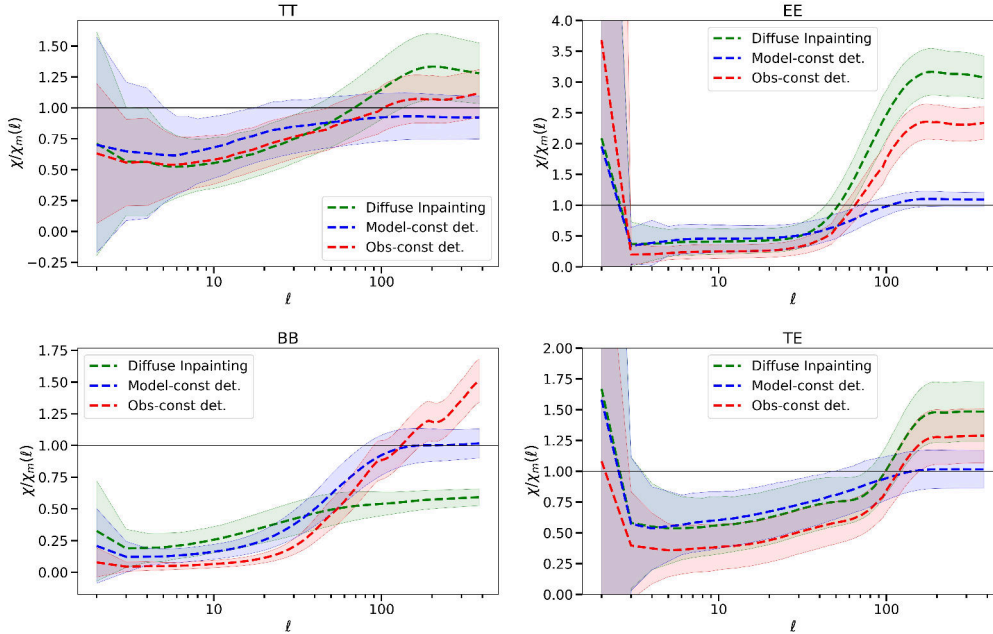 TT
1.50
1.25
1.00
0.75
0.50
0.25
0.00
−0.25
χ/χm(ℓ)
10
100
ℓ
Diffuse Inpainting
Model-const det.
Obs-const det.
EE
4.0
3.5
3.0
2.5
2.0
1.5
1.0
0.5
0.0
χ/χm(ℓ)
10
100
ℓ
Diffuse Inpainting
Model-const det.
Obs-const det.
BB
1.75
1.50
1.25
1.00
0.75
0.50
0.25
0.00
χ/χm(ℓ)
10
100
ℓ
Diffuse Inpainting
Model-const det.
Obs-const det.
TE
2.00
1.75
1.50
1.25
1.00
0.75
0.50
0.25
0.00
χ/χm(ℓ)
10
100
ℓ
Diffuse Inpainting
Model-const det.
Obs-const det.